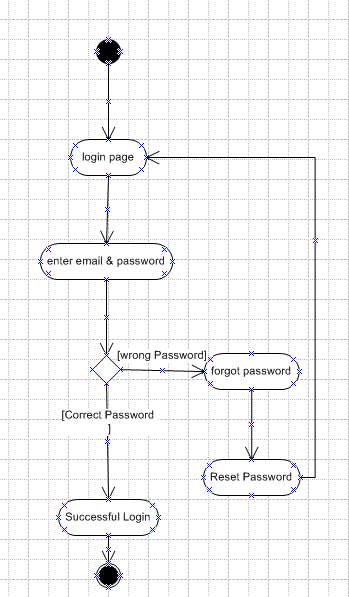 login page
enter email & password
[wrong Password]
forgot password
[Correct Password
]
Reset Password
Successful Login